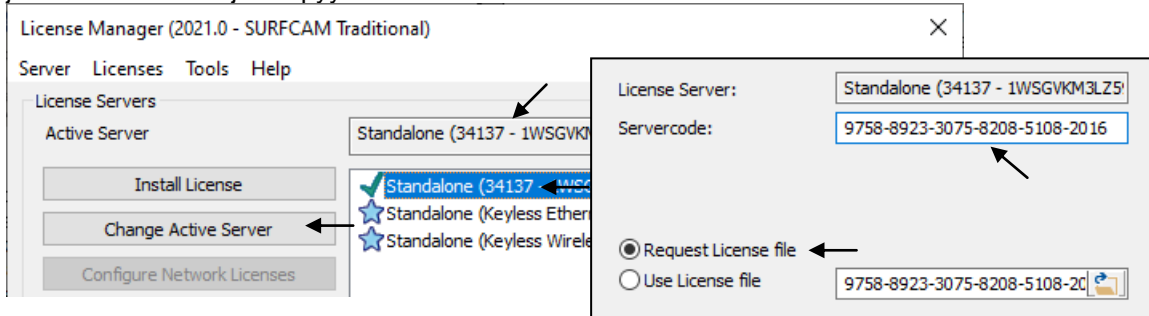 License Manager (2021.0 - SURFCAM Traditional)
Server Licenses Tools Help
License Servers
Active Server
Standalone (34137 - 1WSGVKM
Install License
Change Active Server
Configure Network Licenses
Standalone (34137
Standalone (Keyless Ether
Standalone (Keyless Wirele
License Server:
Standalone (34137 - 1WSGVKM3LZ5
Servercode:
9758-8923-3075-8208-5108-2016
Request License file
Use License file
9758-8923-3075-8208-5108-20